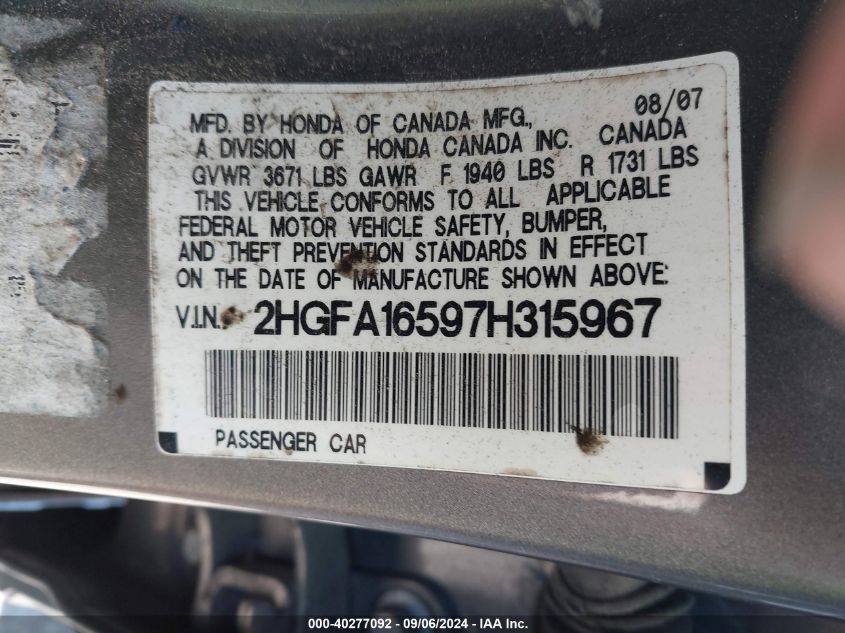 08/07
MFD. BY HONDA OF CANADA MFG.,
A DIVISION OF HONDA CANADA INC. CANADA
GVWR 3671 LBS GAWR F 1940 LBS R 1731 LBS
THIS VEHICLE CONFORMS TO ALL APPLICABLE
FEDERAL MOTOR VEHICLE SAFETY, BUMPER,
AND THEFT PREVENTION STANDARDS IN EFFECT
ON THE DATE OF MANUFACTURE SHOWN ABOVE:
V.I.N. 2HGFA16597H315967
PASSENGER CAR
000-40277092 - 09/06/2024 - IAA, Inc.